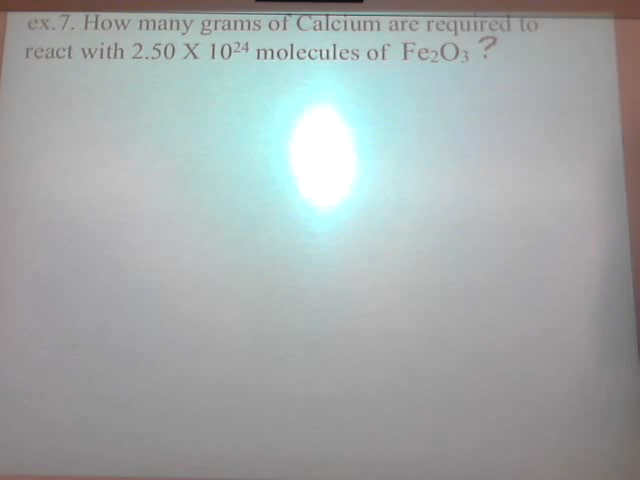 ex.7. How many grams of Calcium are required to
react with 2.50 X 10²⁴ molecules of Fe₂O₃ ?